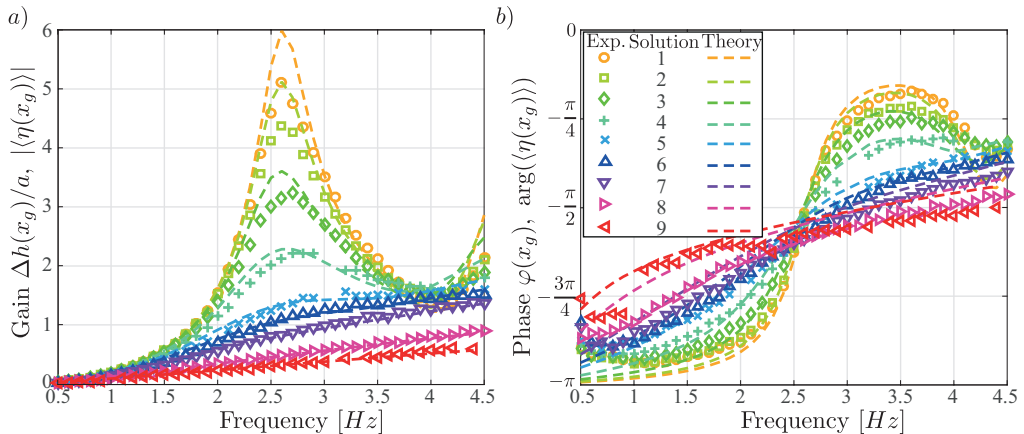 a)
Gain Δh(x_g)/a, |⟨η(x_g)⟩|
6
5
4
3
2
1
0
0.5 1 1.5 2 2.5 3 3.5 4 4.5
Frequency [Hz]
b)
Phase φ(x_g), arg(⟨η(x_g)⟩)
0
−π/4
−π/2
−3π/4
−π
0.5 1 1.5 2 2.5 3 3.5 4 4.5
Frequency [Hz]
Exp. Solution Theory
1
2
3
4
5
6
7
8
9